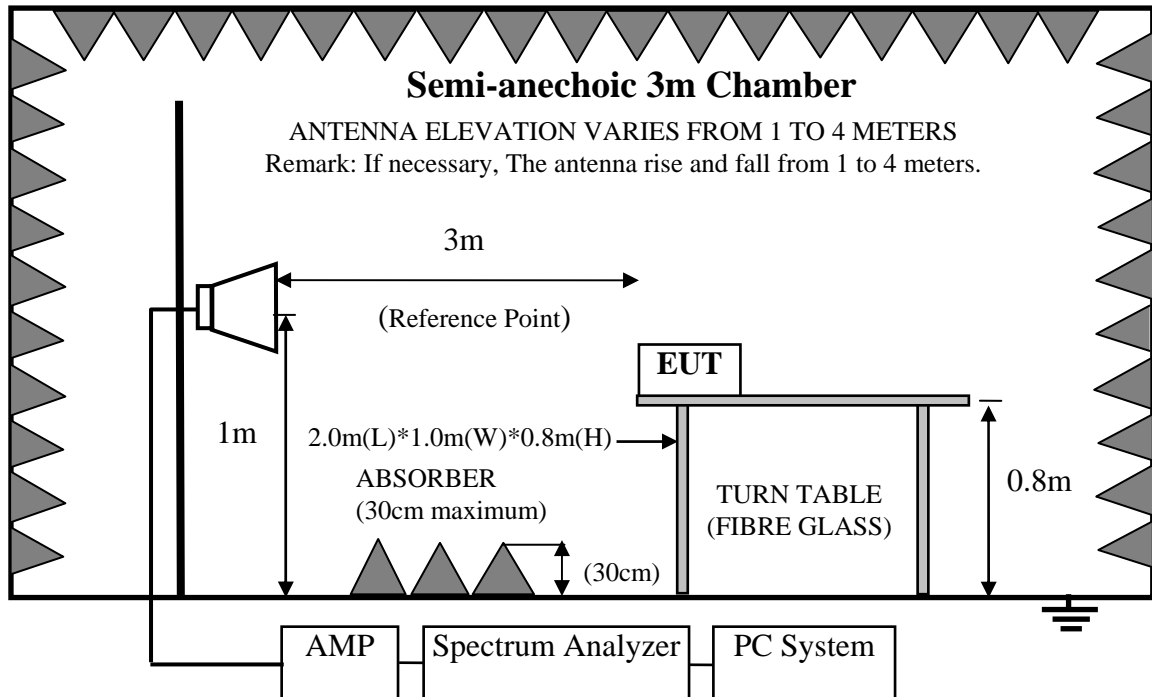 Semi-anechoic 3m Chamber
ANTENNA ELEVATION VARIES FROM 1 TO 4 METERS
Remark: If necessary, The antenna rise and fall from 1 to 4 meters.
3m
(Reference Point)
EUT
1m
2.0m(L)*1.0m(W)*0.8m(H)
ABSORBER
(30cm maximum)
(30cm)
TURN TABLE
(FIBRE GLASS)
0.8m
AMP
Spectrum Analyzer
PC System